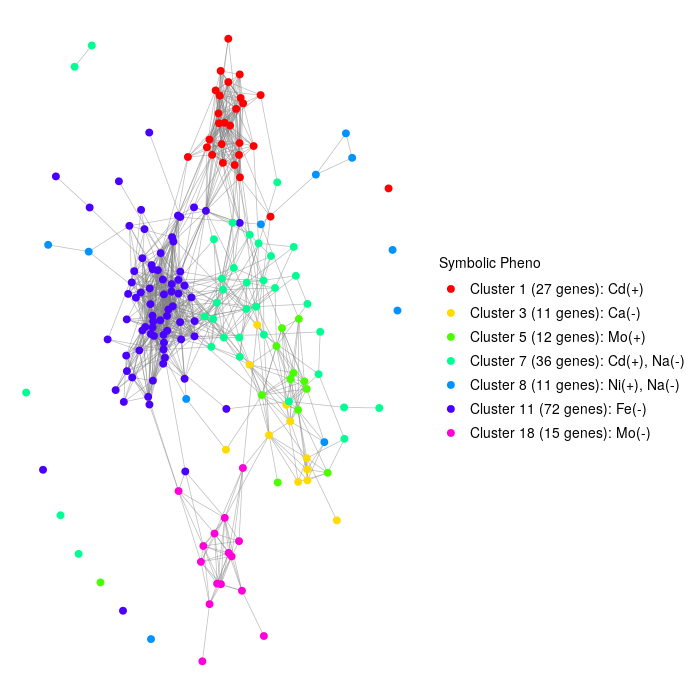 Symbolic Pheno
Cluster 1 (27 genes): Cd(+)
Cluster 3 (11 genes): Ca(-)
Cluster 5 (12 genes): Mo(+)
Cluster 7 (36 genes): Cd(+), Na(-)
Cluster 8 (11 genes): Ni(+), Na(-)
Cluster 11 (72 genes): Fe(-)
Cluster 18 (15 genes): Mo(-)